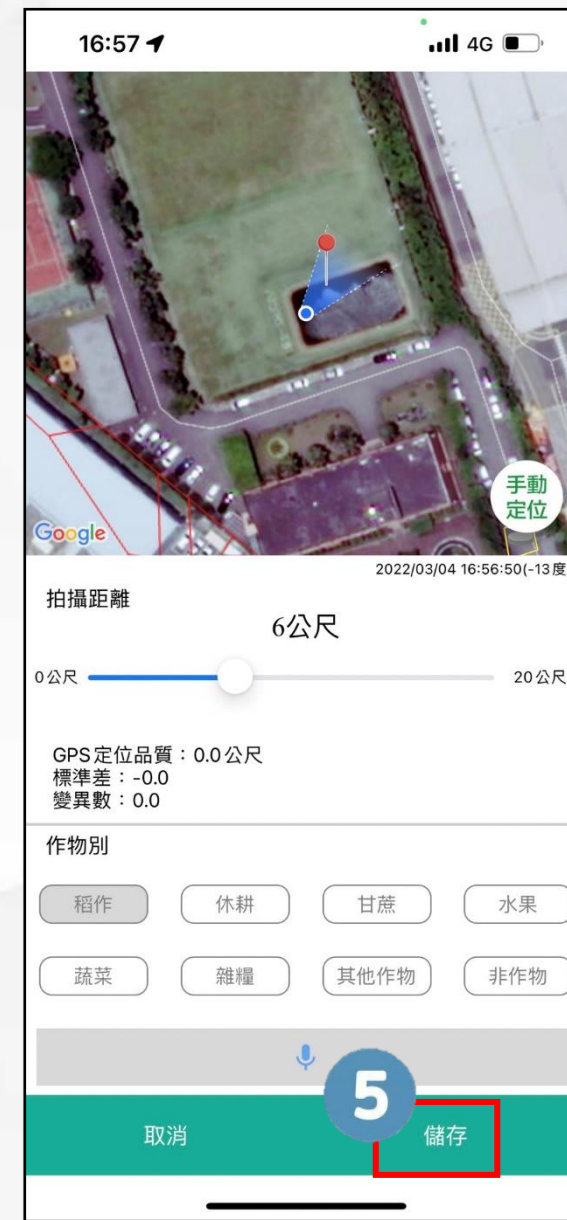 16:57
4G
手動
定位
Google
2022/03/04 16:56:50(-13度
拍攝距離
6公尺
0公尺 20公尺
GPS定位品質：0.0公尺
標準差：-0.0
變異數：0.0
作物別
稻作 休耕 甘蔗 水果
蔬菜 雜糧 其他作物 非作物
5
取消 儲存